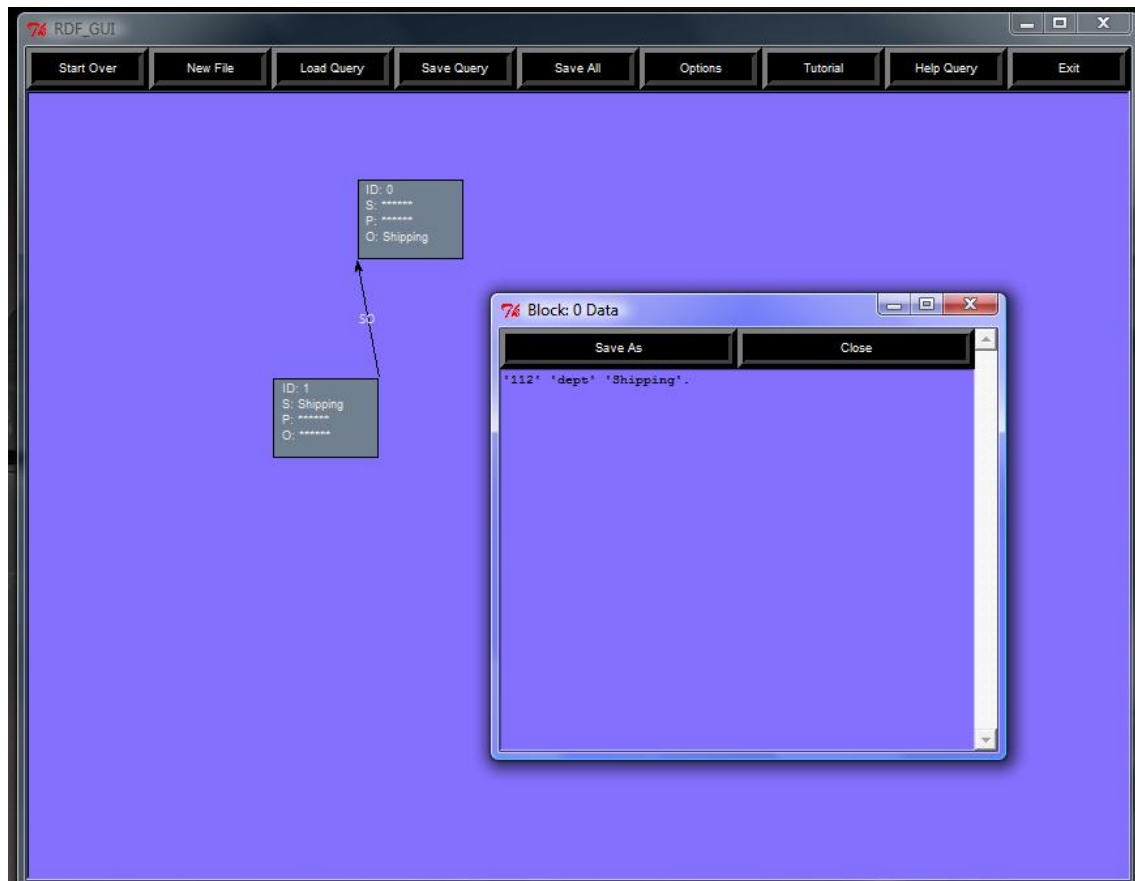 RDF_GUI
Start Over New File Load Query Save Query Save All Options Tutorial Help Query Exit
ID: 0
S: ******
P: ******
O: Shipping
SO
ID: 1
S: Shipping
P: ******
O: ******
Block: 0 Data
Save As Close
'112' 'dept' 'Shipping'.